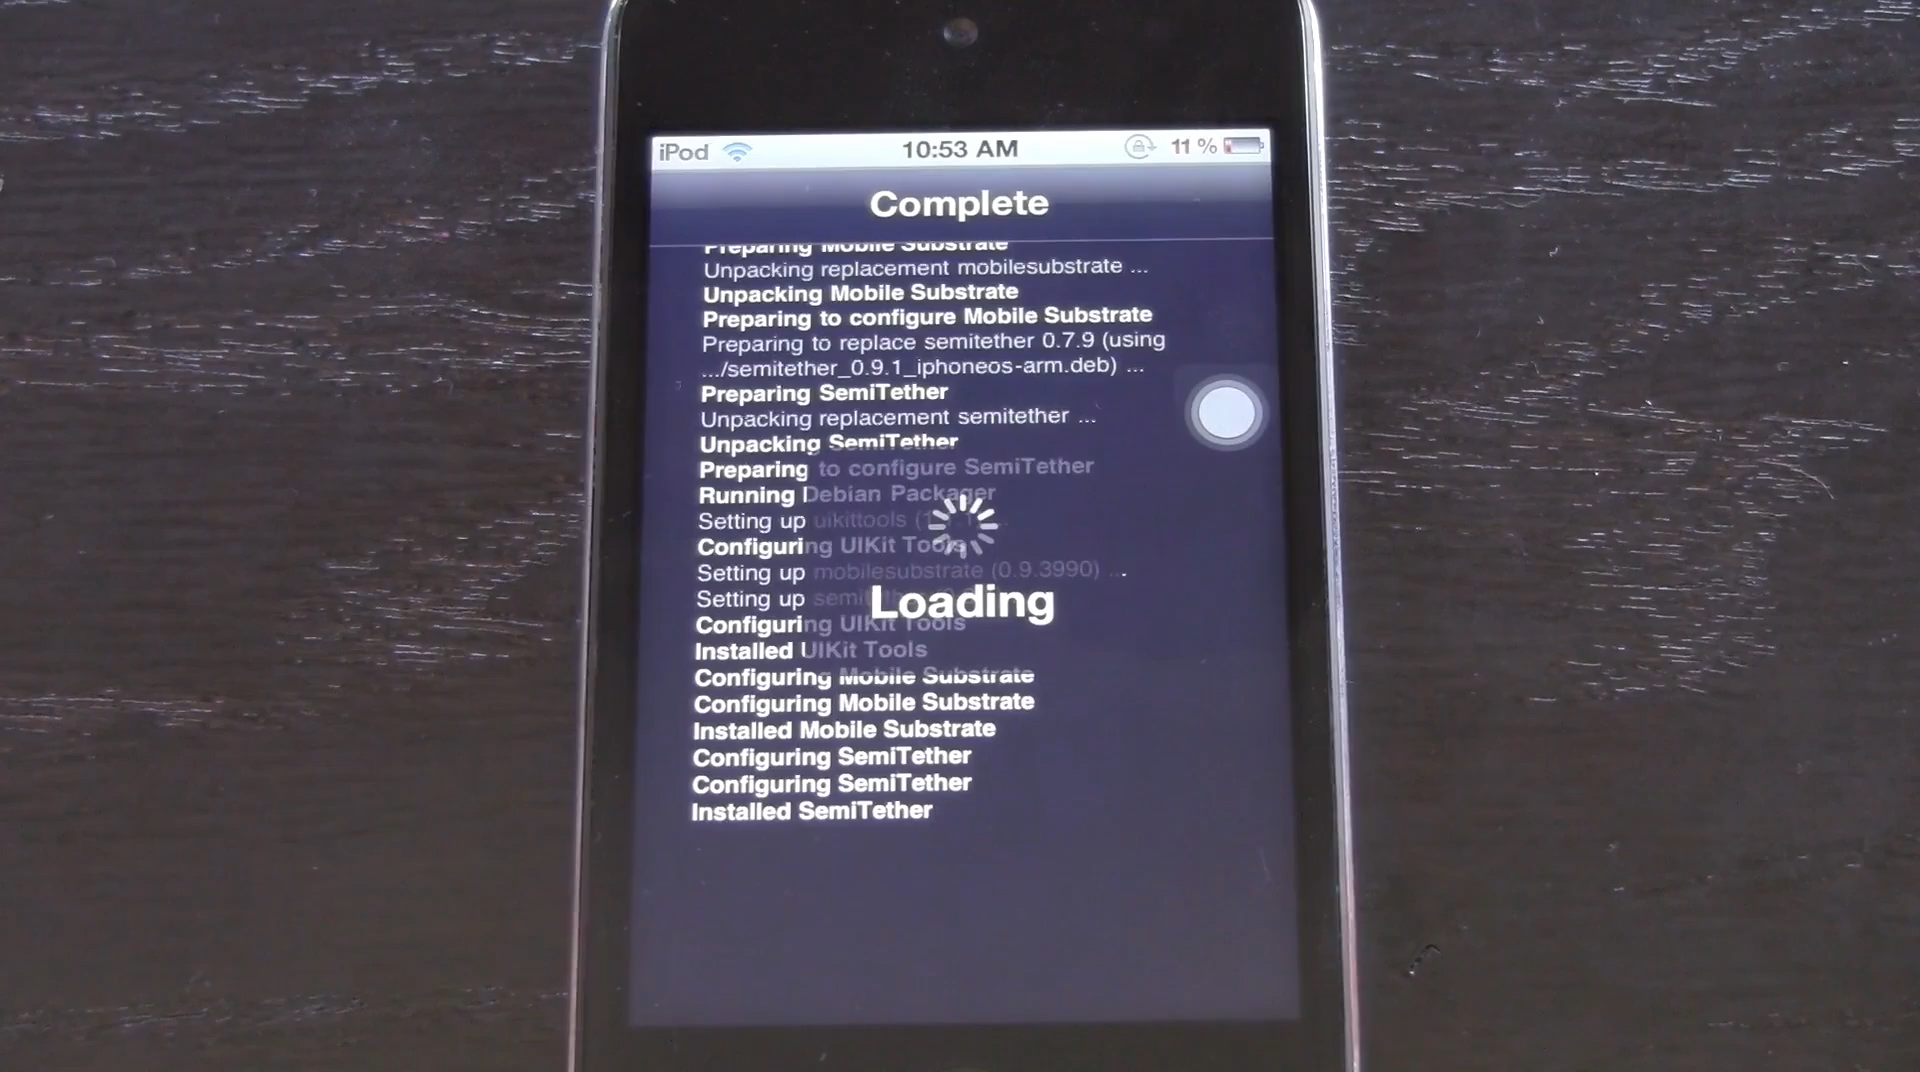 iPod 10:53 AM 11 %
Complete
Preparing Mobile Substrate
Unpacking replacement mobilesubstrate ...
Unpacking Mobile Substrate
Preparing to configure Mobile Substrate
Preparing to replace semitether 0.7.9 (using
.../semitether_0.9.1_iphoneos-arm.deb) ...
Preparing SemiTether
Unpacking replacement semitether ...
Unpacking SemiTether
Preparing to configure SemiTether
Running Debian Packager
Setting up uikittools
Configuring UIKit Tools
Setting up mobilesubstrate (0.9.3990) ...
Setting up
Loading
Configuring UIKit Tools
Installed UIKit Tools
Configuring Mobile Substrate
Configuring Mobile Substrate
Installed Mobile Substrate
Configuring SemiTether
Configuring SemiTether
Installed SemiTether